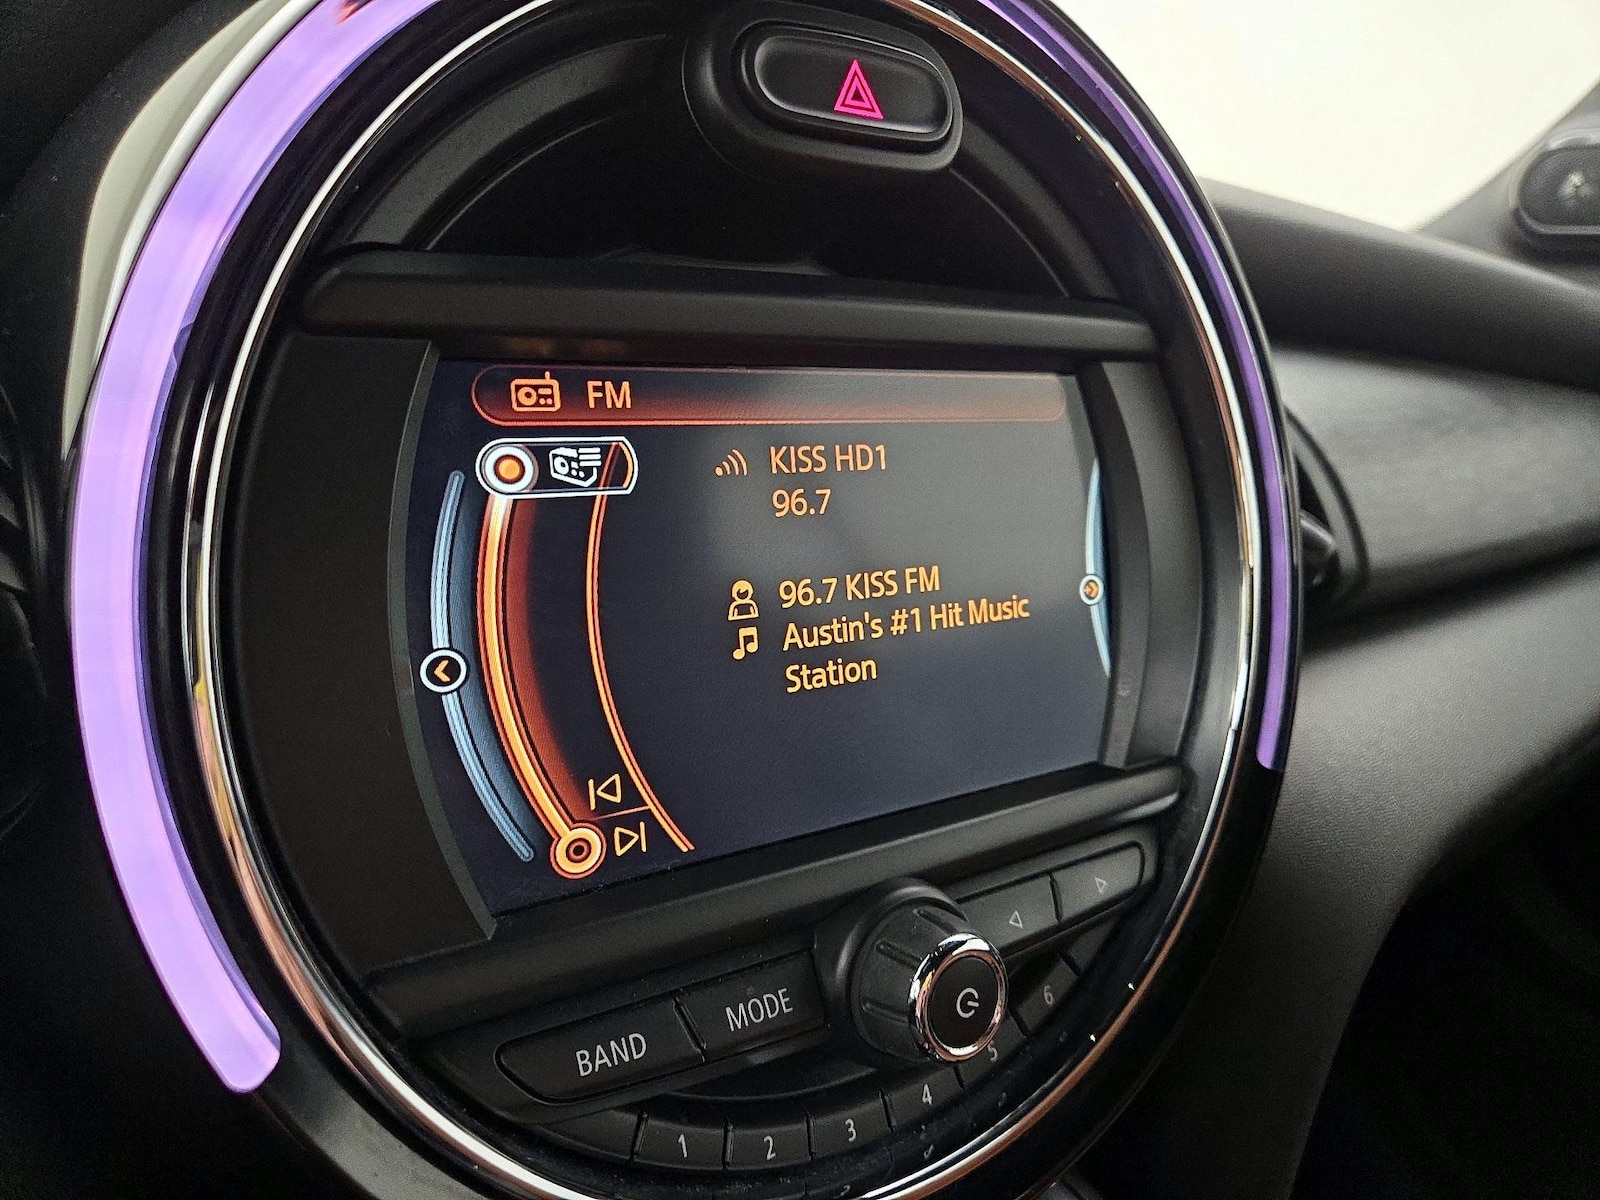 FM
KISS HD1
96.7
96.7 KISS FM
Austin's #1 Hit Music
Station
BAND
MODE
1
2
3
4
5
6